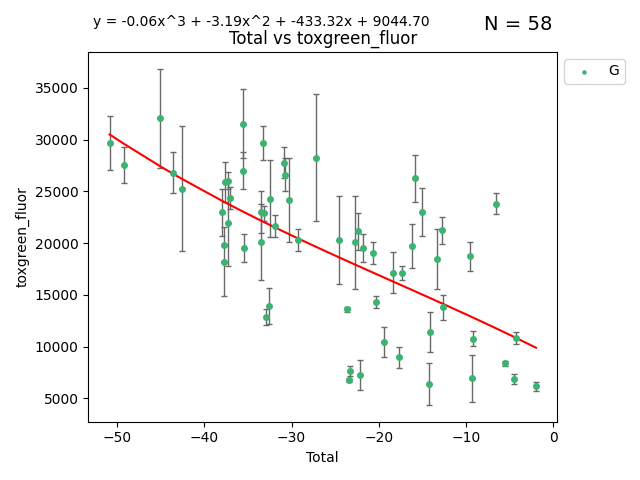 y = -0.06x^3 + -3.19x^2 + -433.32x + 9044.70
N = 58
Total vs toxgreen_fluor
G
toxgreen_fluor
35000
30000
25000
20000
15000
10000
5000
−50 −40 −30 −20 −10 0
Total